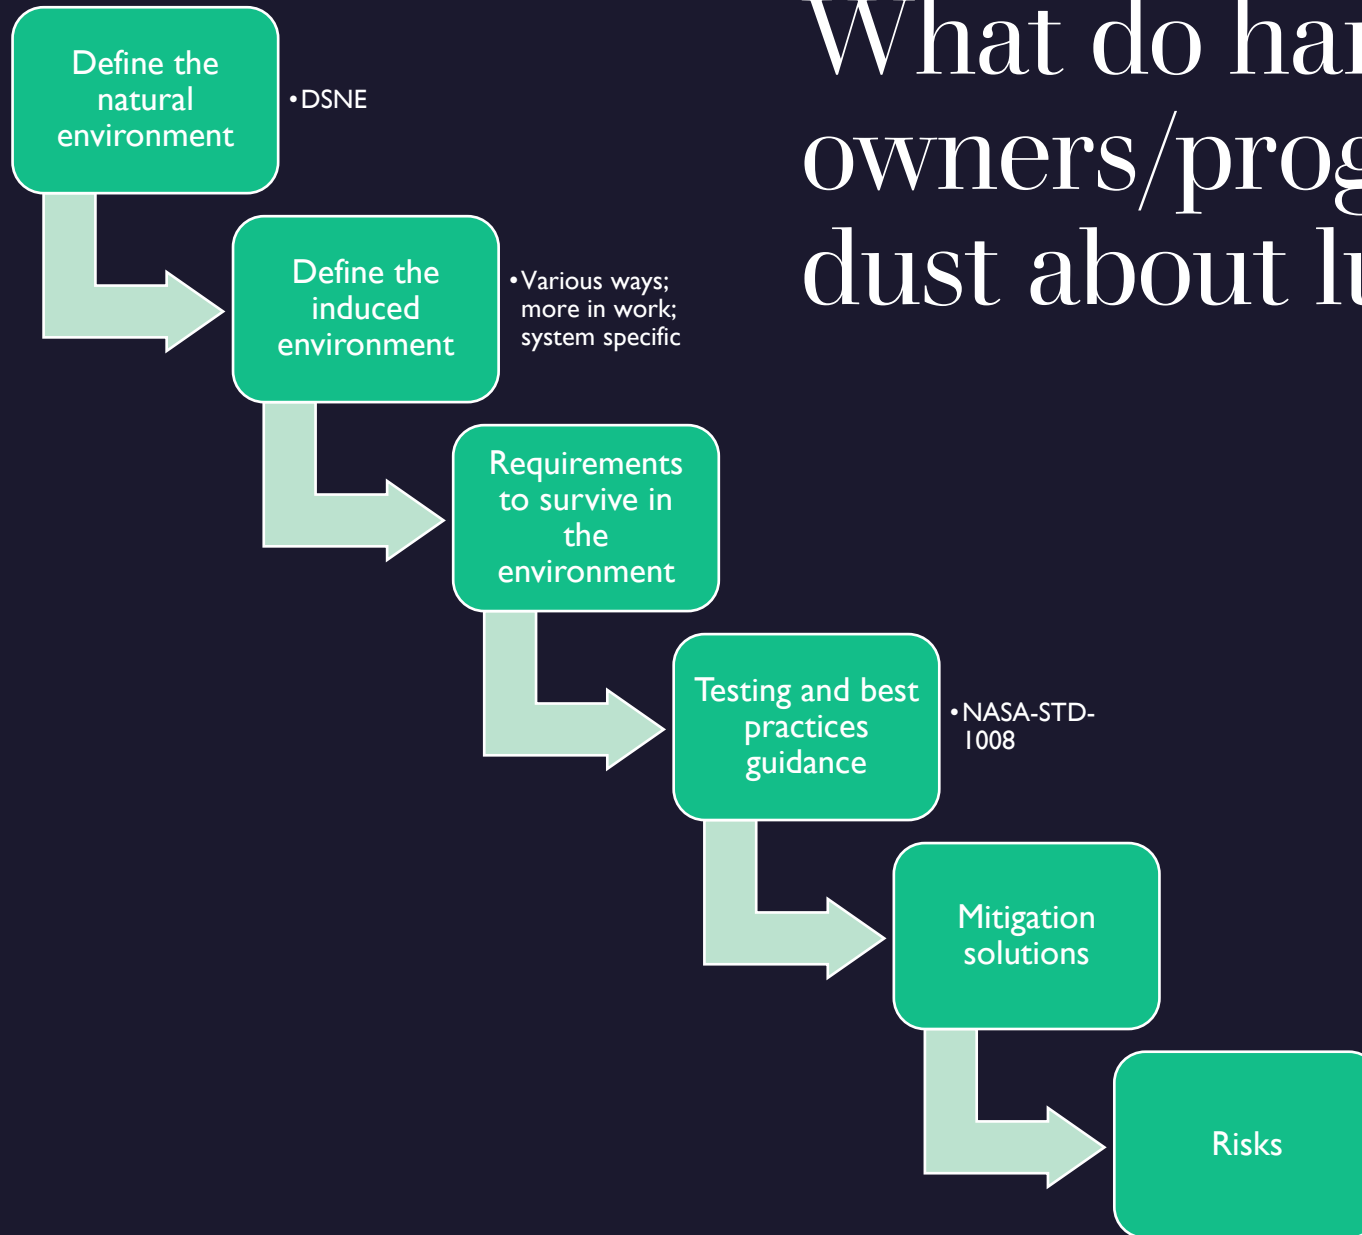 What do har
owners/prog
dust about lu
Define the
natural
environment
•DSNE
Define the
induced
environment
•Various ways;
more in work;
system specific
Requirements
to survive in
the
environment
Testing and best
practices
guidance
•NASA-STD-
1008
Mitigation
solutions
Risks